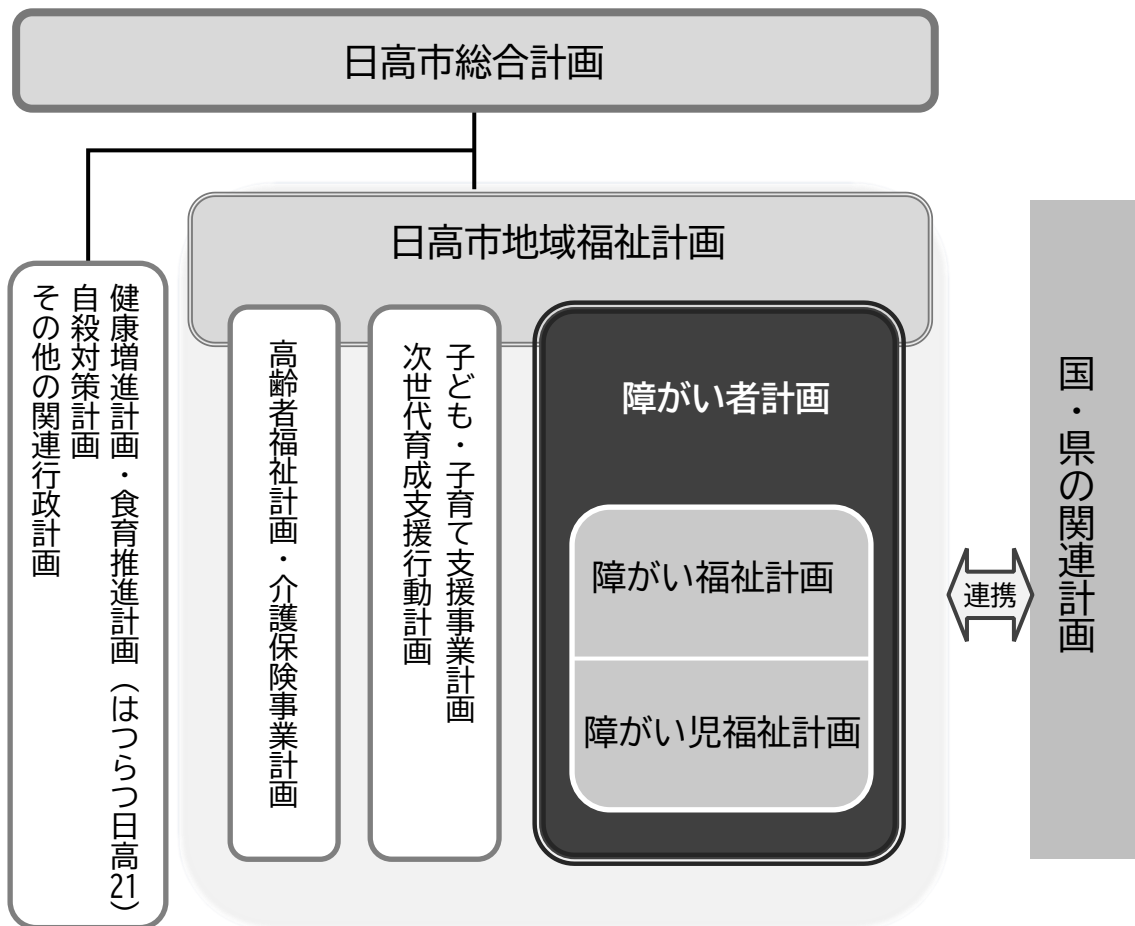 日高市総合計画
日高市地域福祉計画
健康増進計画・食育推進計画（はつらつ日高21）
自殺対策計画
その他の関連行政計画
高齢者福祉計画・介護保険事業計画
子ども・子育て支援事業計画
次世代育成支援行動計画
障がい者計画
障がい福祉計画
障がい児福祉計画
連携
国・県の関連計画